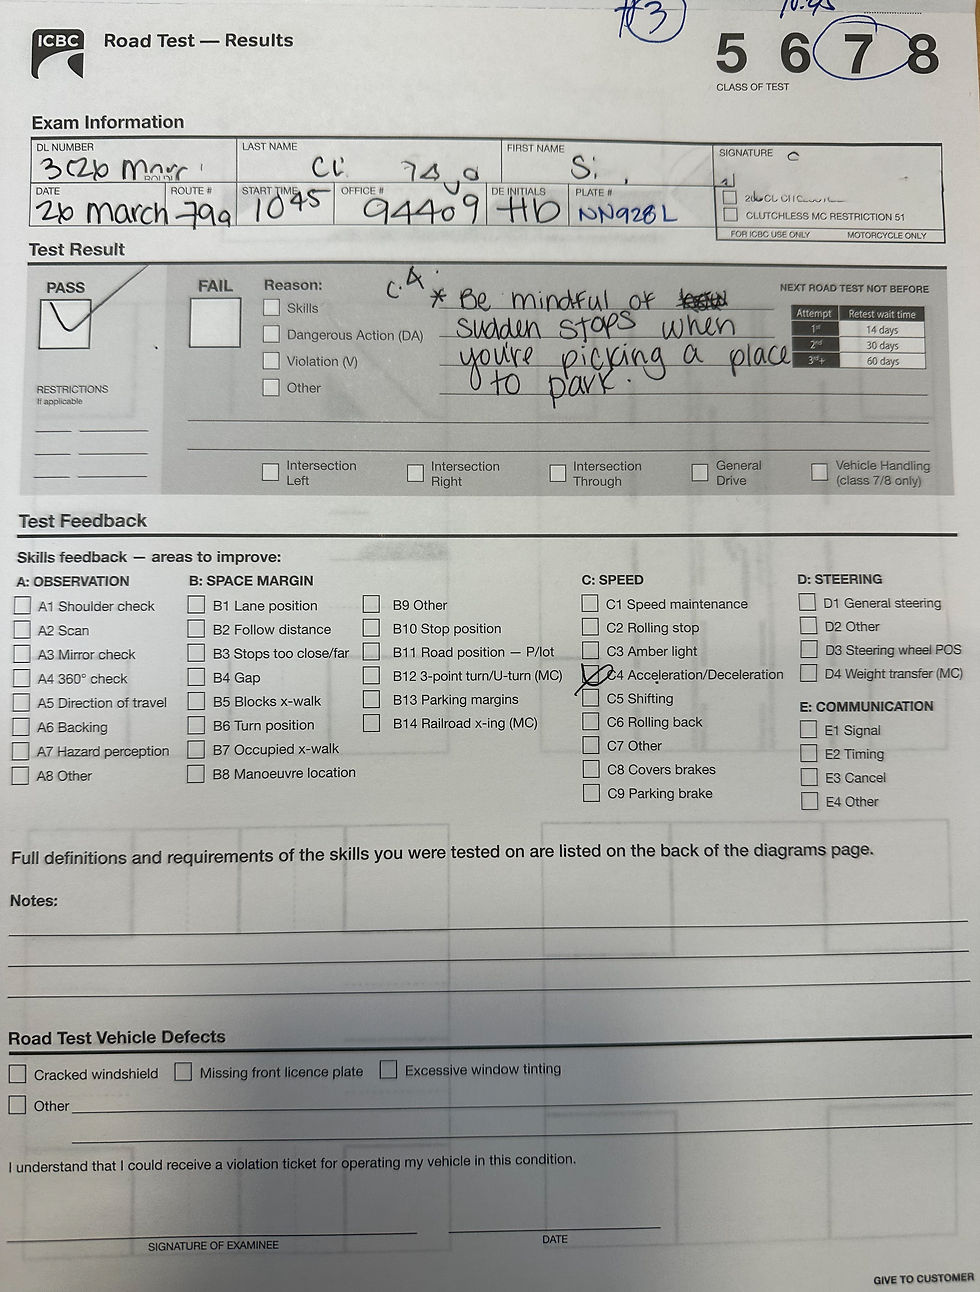 #3
10:45
ICBC Road Test — Results
5 6 7 8
CLASS OF TEST
Exam Information
DL NUMBER LAST NAME FIRST NAME SIGNATURE
DATE ROUTE # START TIME OFFICE # DE INITIALS PLATE #
26 March 79a 1045 94409 HD NN928L
CLUTCHLESS MC RESTRICTION 51
FOR ICBC USE ONLY MOTORCYCLE ONLY
Test Result
PASS FAIL Reason: NEXT ROAD TEST NOT BEFORE
C.4 * Be mindful of
Skills
sudden stops when
Dangerous Action (DA)
you're picking a place
Violation (V)
to park.
Other
Attempt Retest wait time
1st 14 days
2nd 30 days
3rd+ 60 days
RESTRICTIONS
If applicable
Intersection Left
Intersection Right
Intersection Through
General Drive
Vehicle Handling (class 7/8 only)
Test Feedback
Skills feedback — areas to improve:
A: OBSERVATION
A1 Shoulder check
A2 Scan
A3 Mirror check
A4 360° check
A5 Direction of travel
A6 Backing
A7 Hazard perception
A8 Other
B: SPACE MARGIN
B1 Lane position
B2 Follow distance
B3 Stops too close/far
B4 Gap
B5 Blocks x-walk
B6 Turn position
B7 Occupied x-walk
B8 Manoeuvre location
B9 Other
B10 Stop position
B11 Road position — P/lot
B12 3-point turn/U-turn (MC)
B13 Parking margins
B14 Railroad x-ing (MC)
C: SPEED
C1 Speed maintenance
C2 Rolling stop
C3 Amber light
C4 Acceleration/Deceleration
C5 Shifting
C6 Rolling back
C7 Other
C8 Covers brakes
C9 Parking brake
D: STEERING
D1 General steering
D2 Other
D3 Steering wheel POS
D4 Weight transfer (MC)
E: COMMUNICATION
E1 Signal
E2 Timing
E3 Cancel
E4 Other
Full definitions and requirements of the skills you were tested on are listed on the back of the diagrams page.
Notes:
Road Test Vehicle Defects
Cracked windshield Missing front licence plate Excessive window tinting
Other
I understand that I could receive a violation ticket for operating my vehicle in this condition.
SIGNATURE OF EXAMINEE DATE
GIVE TO CUSTOMER